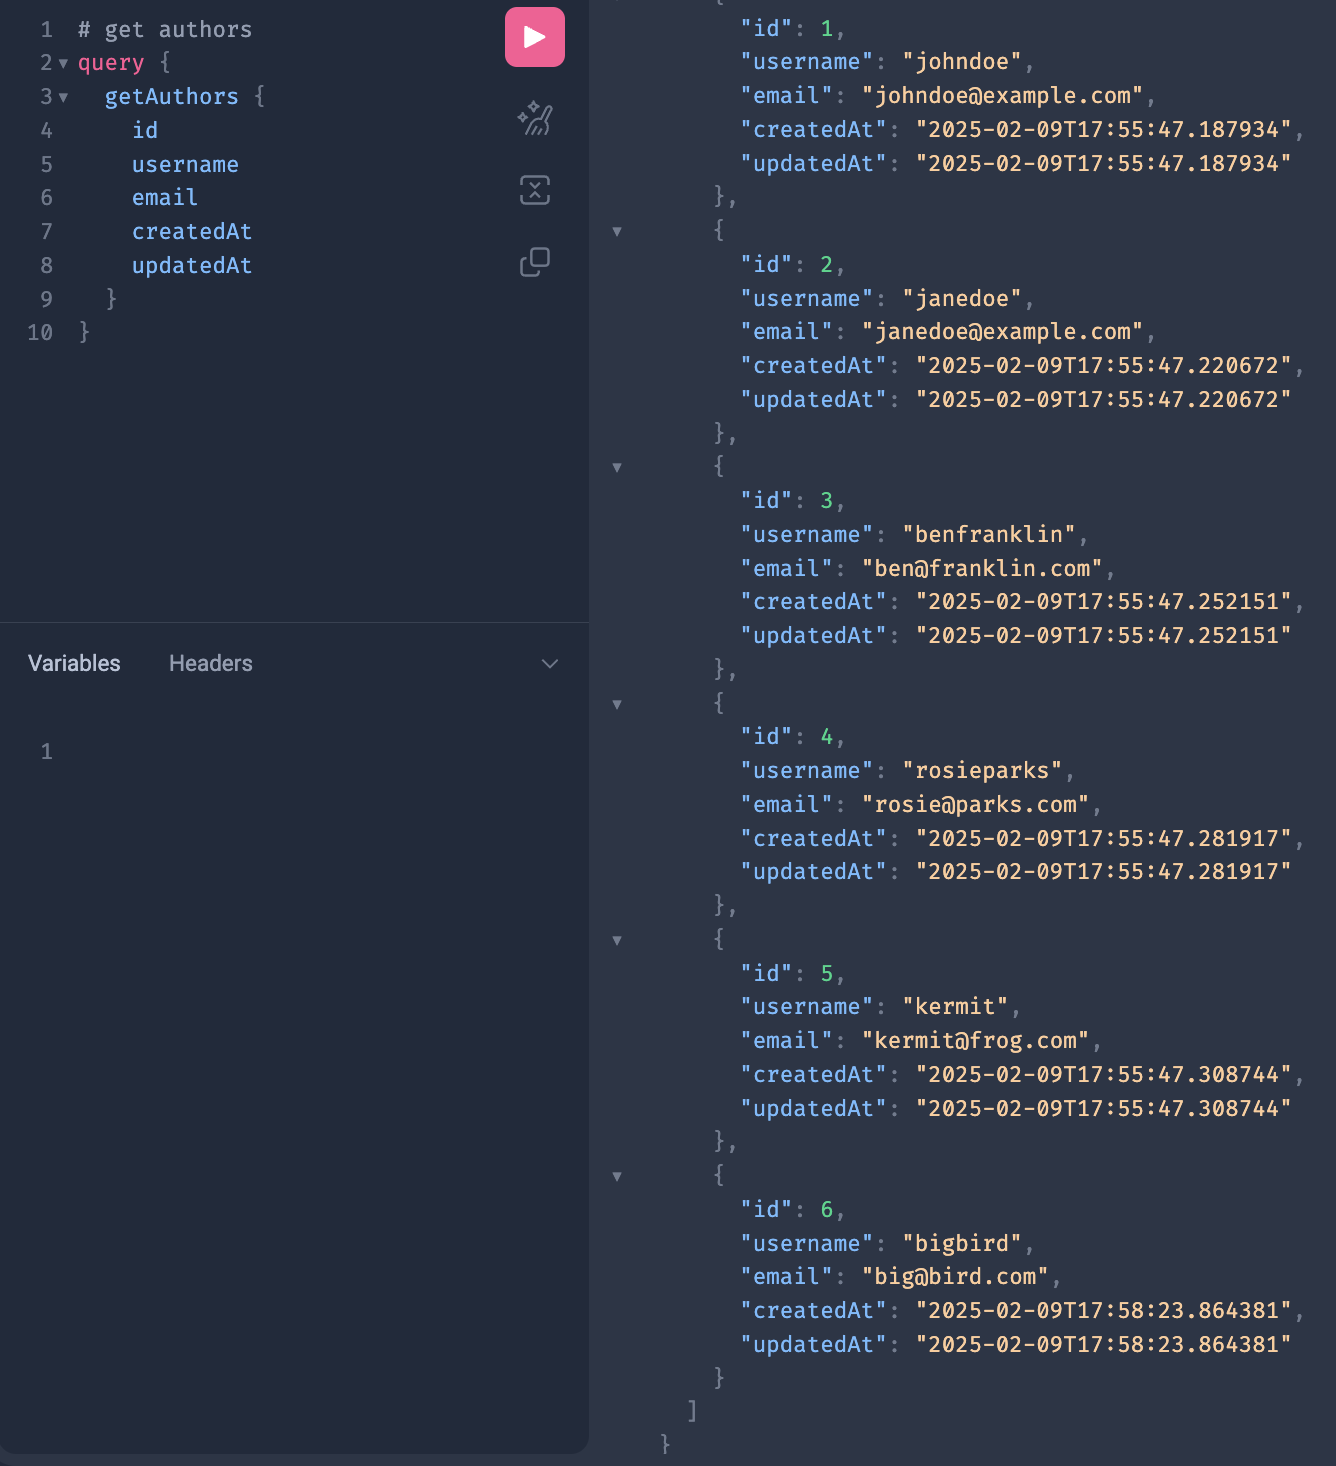 1 # get authors
2 query {
3 getAuthors {
4 id
5 username
6 email
7 createdAt
8 updatedAt
9 }
10 }
Variables Headers
1
{
"id": 1,
"username": "johndoe",
"email": "johndoe@example.com",
"createdAt": "2025-02-09T17:55:47.187934",
"updatedAt": "2025-02-09T17:55:47.187934"
},
{
"id": 2,
"username": "janedoe",
"email": "janedoe@example.com",
"createdAt": "2025-02-09T17:55:47.220672",
"updatedAt": "2025-02-09T17:55:47.220672"
},
{
"id": 3,
"username": "benfranklin",
"email": "ben@franklin.com",
"createdAt": "2025-02-09T17:55:47.252151",
"updatedAt": "2025-02-09T17:55:47.252151"
},
{
"id": 4,
"username": "rosieparks",
"email": "rosie@parks.com",
"createdAt": "2025-02-09T17:55:47.281917",
"updatedAt": "2025-02-09T17:55:47.281917"
},
{
"id": 5,
"username": "kermit",
"email": "kermit@frog.com",
"createdAt": "2025-02-09T17:55:47.308744",
"updatedAt": "2025-02-09T17:55:47.308744"
},
{
"id": 6,
"username": "bigbird",
"email": "big@bird.com",
"createdAt": "2025-02-09T17:58:23.864381",
"updatedAt": "2025-02-09T17:58:23.864381"
}
]
}